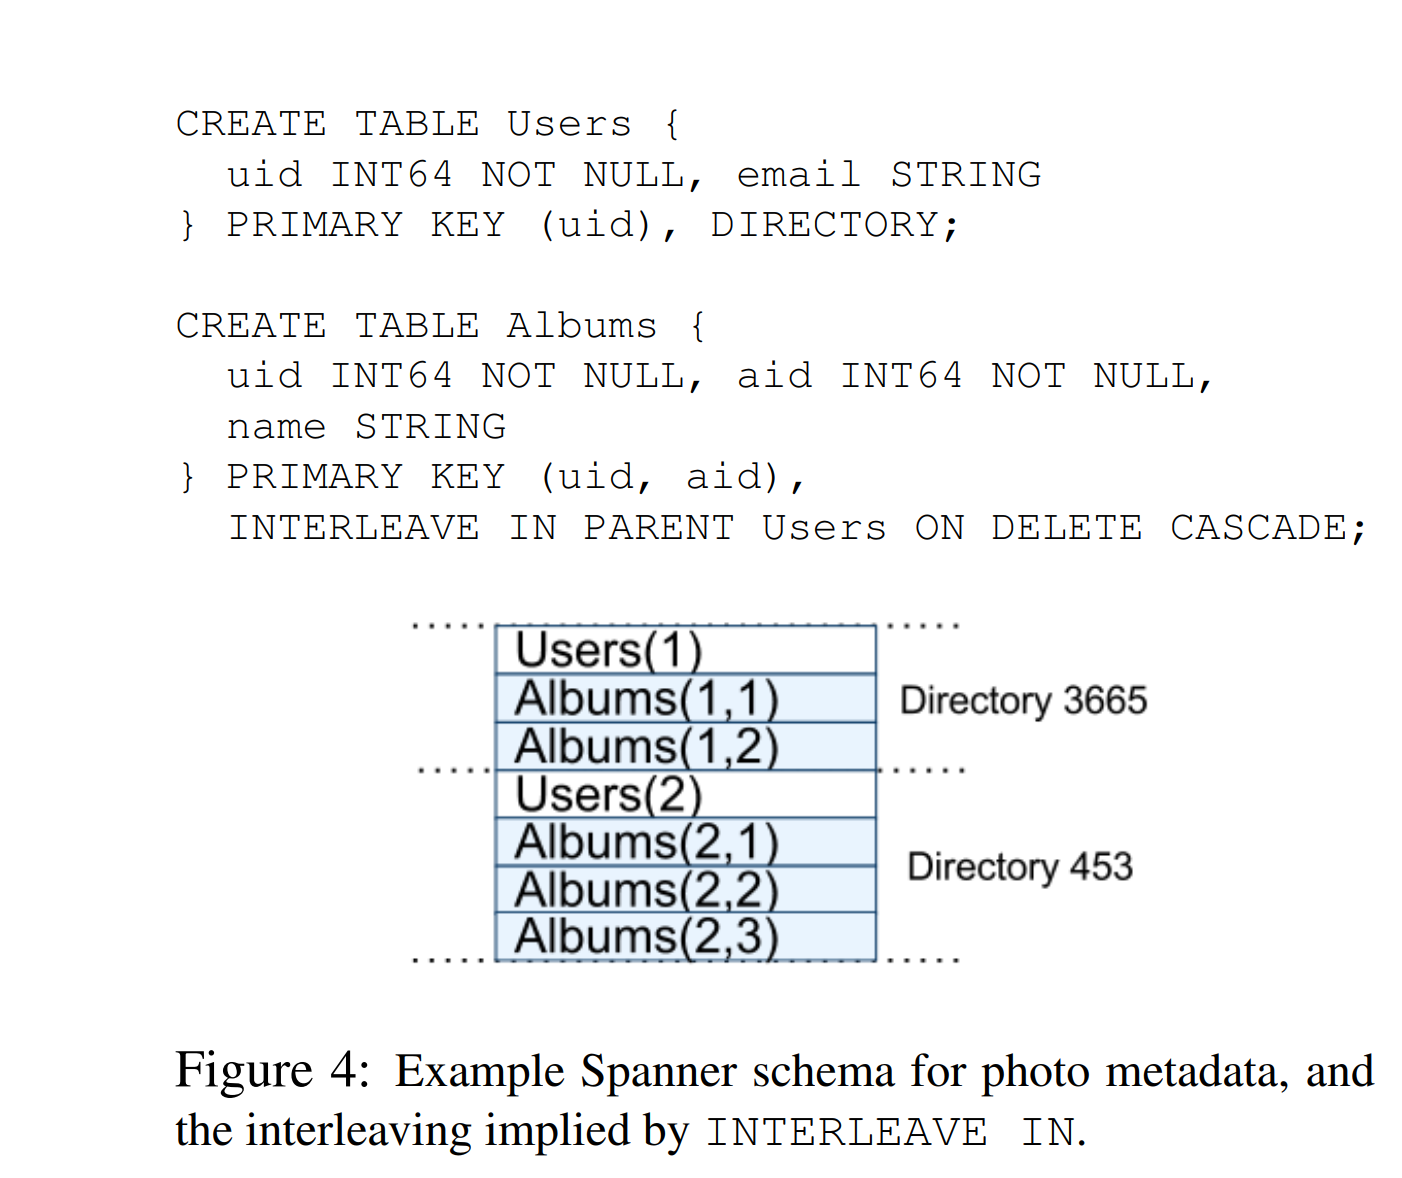 CREATE TABLE Users {
uid INT64 NOT NULL, email STRING
} PRIMARY KEY (uid), DIRECTORY;
CREATE TABLE Albums {
uid INT64 NOT NULL, aid INT64 NOT NULL,
name STRING
} PRIMARY KEY (uid, aid),
INTERLEAVE IN PARENT Users ON DELETE CASCADE;
Users(1)
Albums(1,1)
Directory 3665
Albums(1,2)
Users(2)
Albums(2,1)
Directory 453
Albums(2,2)
Albums(2,3)
Figure 4: Example Spanner schema for photo metadata, and
the interleaving implied by INTERLEAVE IN.